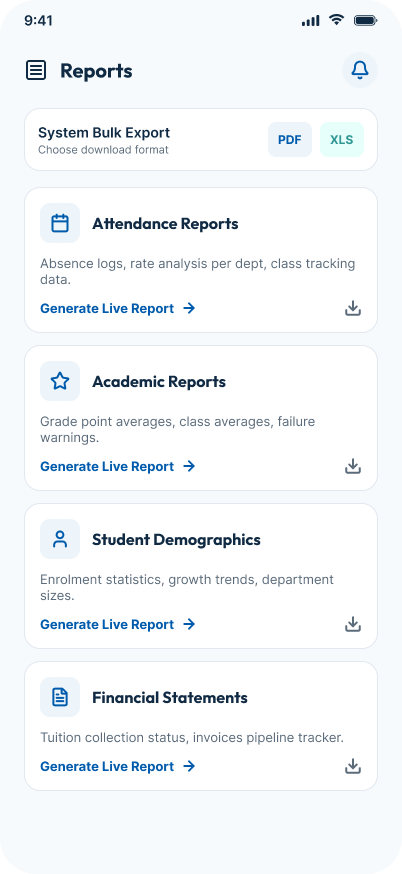 9:41
Reports
System Bulk Export
Choose download format
PDF
XLS
Attendance Reports
Absence logs, rate analysis per dept, class tracking
data.
Generate Live Report
Academic Reports
Grade point averages, class averages, failure
warnings.
Generate Live Report
Student Demographics
Enrolment statistics, growth trends, department
sizes.
Generate Live Report
Financial Statements
Tuition collection status, invoices pipeline tracker.
Generate Live Report